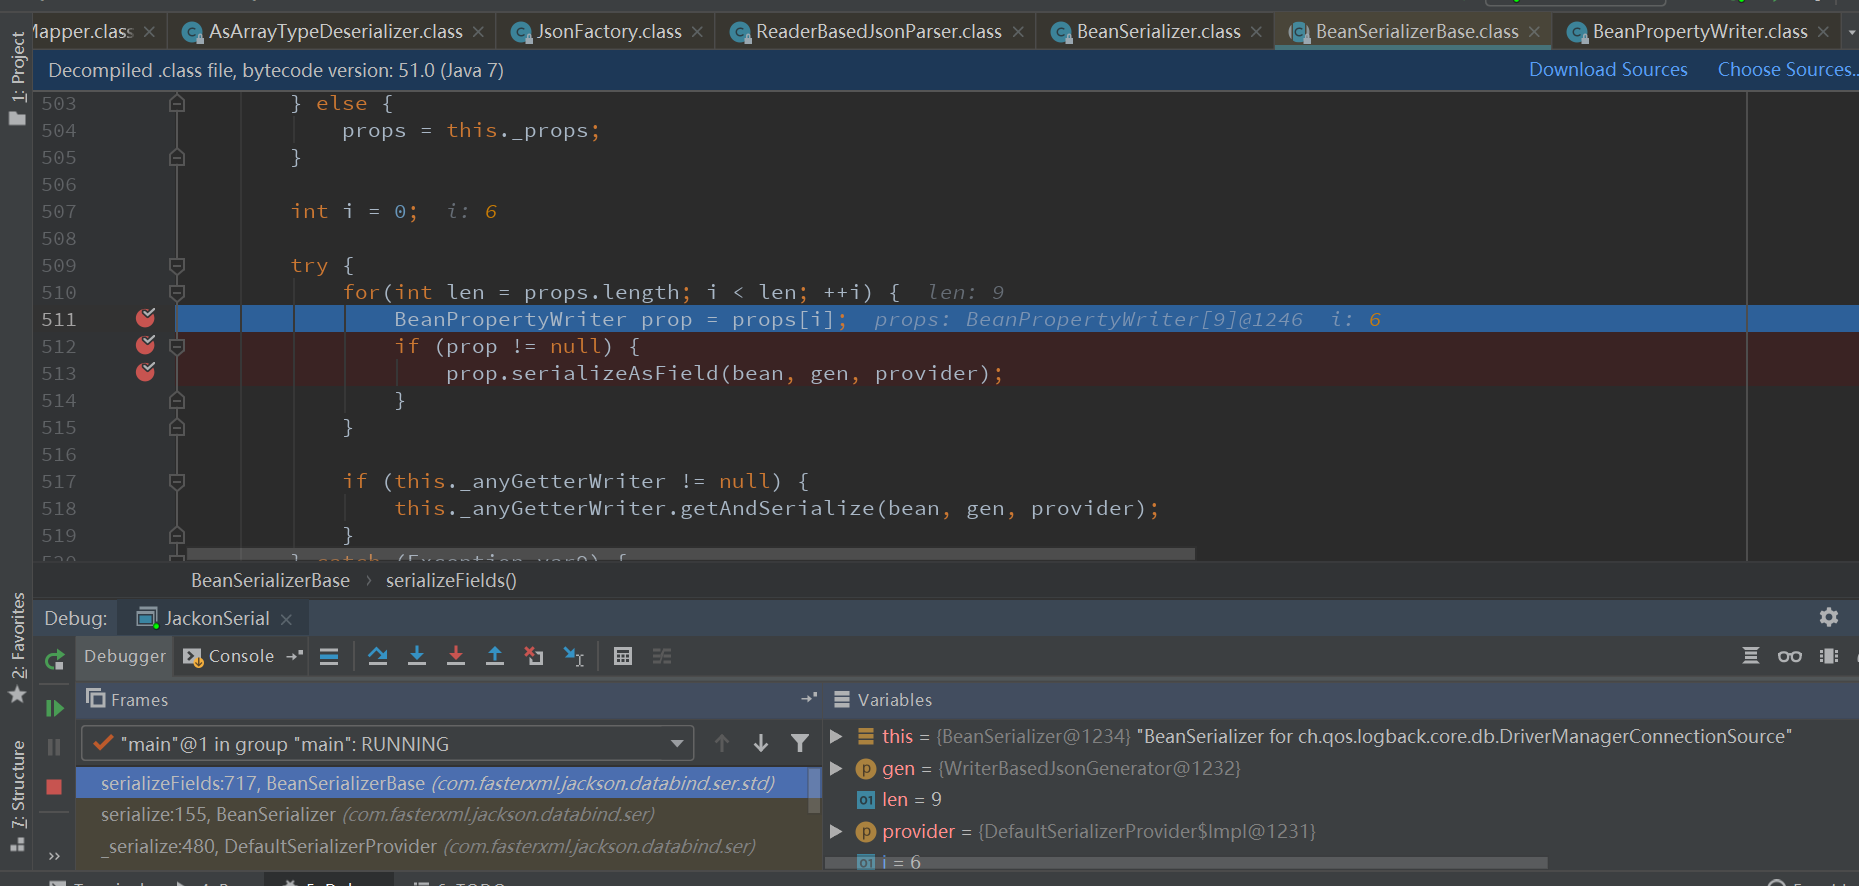 Mapper.class AsArrayTypeDeserializer.class JsonFactory.class ReaderBasedJsonParser.class BeanSerializer.class BeanSerializerBase.class BeanPropertyWriter.class
Decompiled .class file, bytecode version: 51.0 (Java 7) Download Sources Choose Sources...
1: Project
503 } else {
504 props = this._props;
505 }
506
507 int i = 0; i: 6
508
509 try {
510 for(int len = props.length; i < len; ++i) { len: 9
511 BeanPropertyWriter prop = props[i]; props: BeanPropertyWriter[9]@1246 i: 6
512 if (prop != null) {
513 prop.serializeAsField(bean, gen, provider);
514 }
515 }
516
517 if (this._anyGetterWriter != null) {
518 this._anyGetterWriter.getAndSerialize(bean, gen, provider);
519 }
520 } catch (Exception var9) {
BeanSerializerBase › serializeFields()
2: Favorites
7: Structure
Debug: JackonSerial
Debugger Console
Frames Variables
"main"@1 in group "main": RUNNING
serializeFields:717, BeanSerializerBase (com.fasterxml.jackson.databind.ser.std)
serialize:155, BeanSerializer (com.fasterxml.jackson.databind.ser)
_serialize:480, DefaultSerializerProvider (com.fasterxml.jackson.databind.ser)
this = {BeanSerializer@1234} "BeanSerializer for ch.qos.logback.core.db.DriverManagerConnectionSource"
gen = {WriterBasedJsonGenerator@1232}
len = 9
provider = {DefaultSerializerProvider$Impl@1231}
i = 6